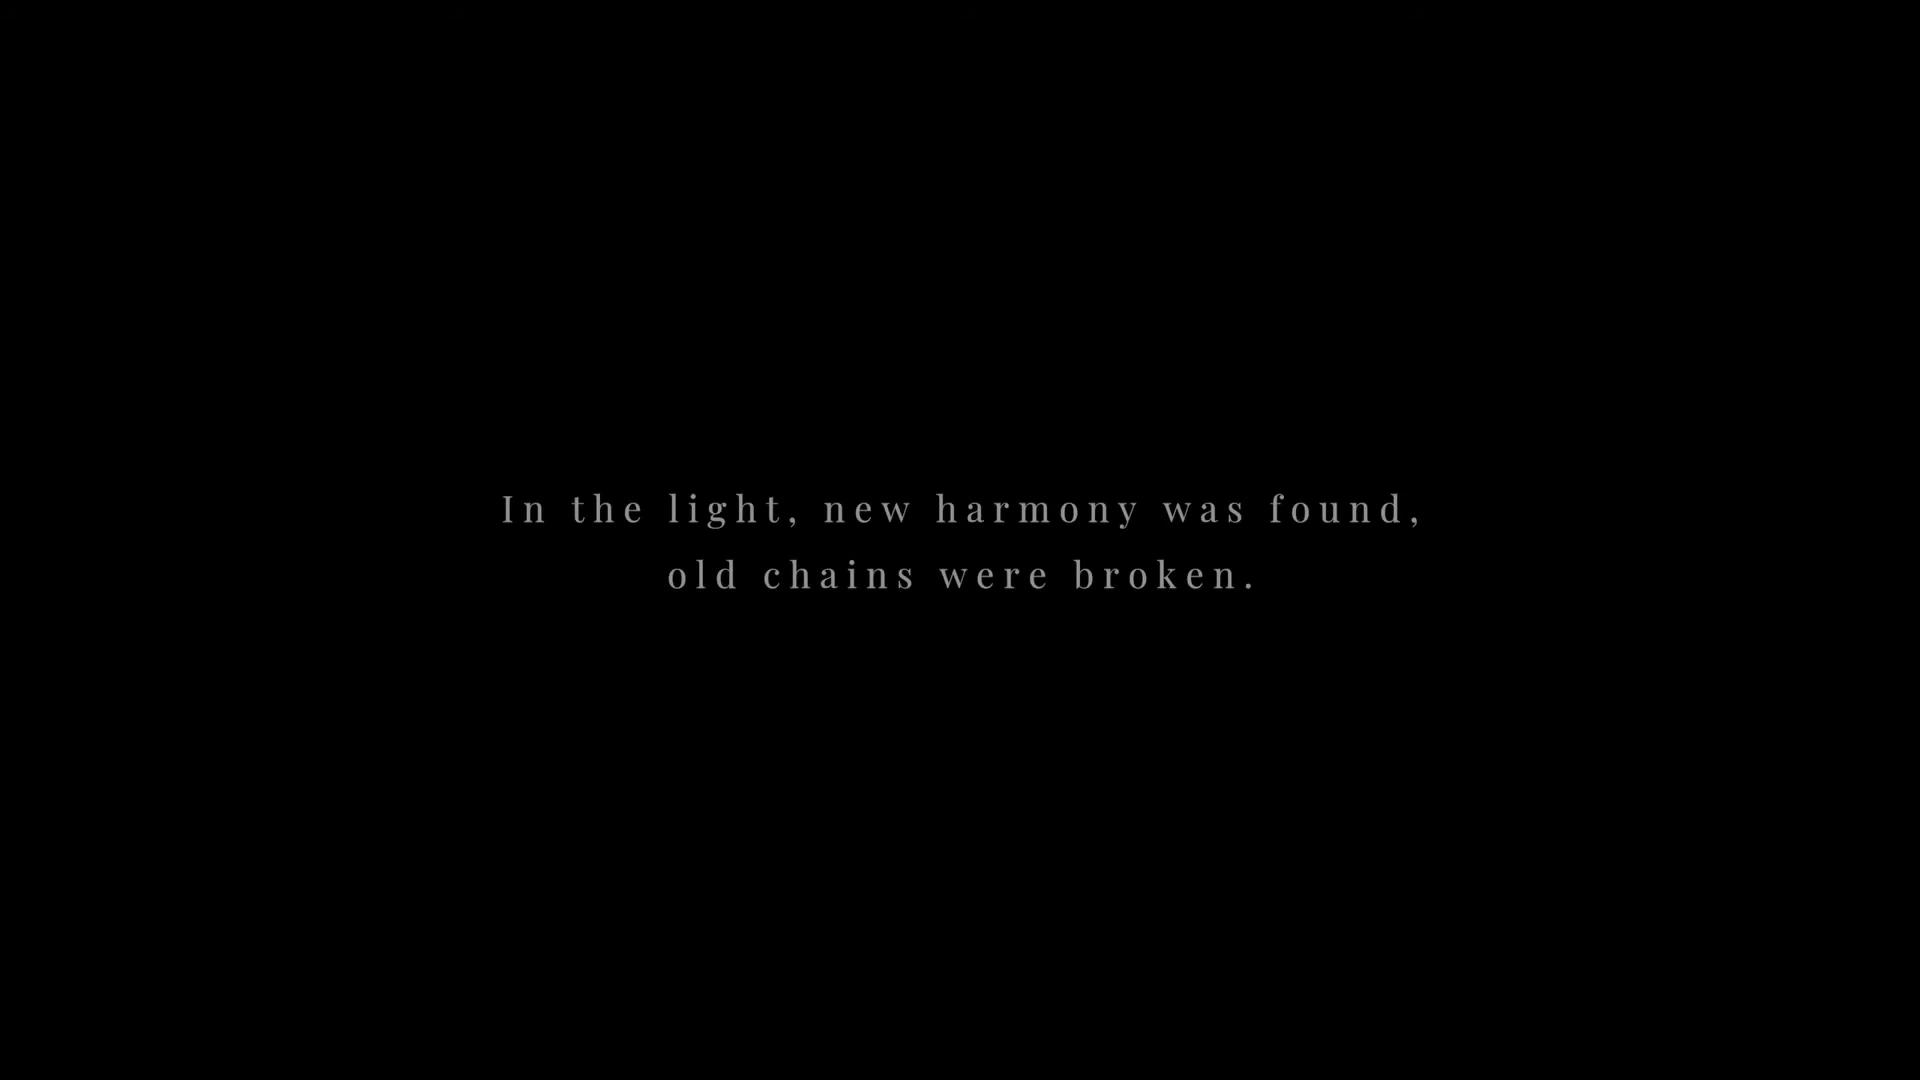 In the light, new harmony was found,
old chains were broken.